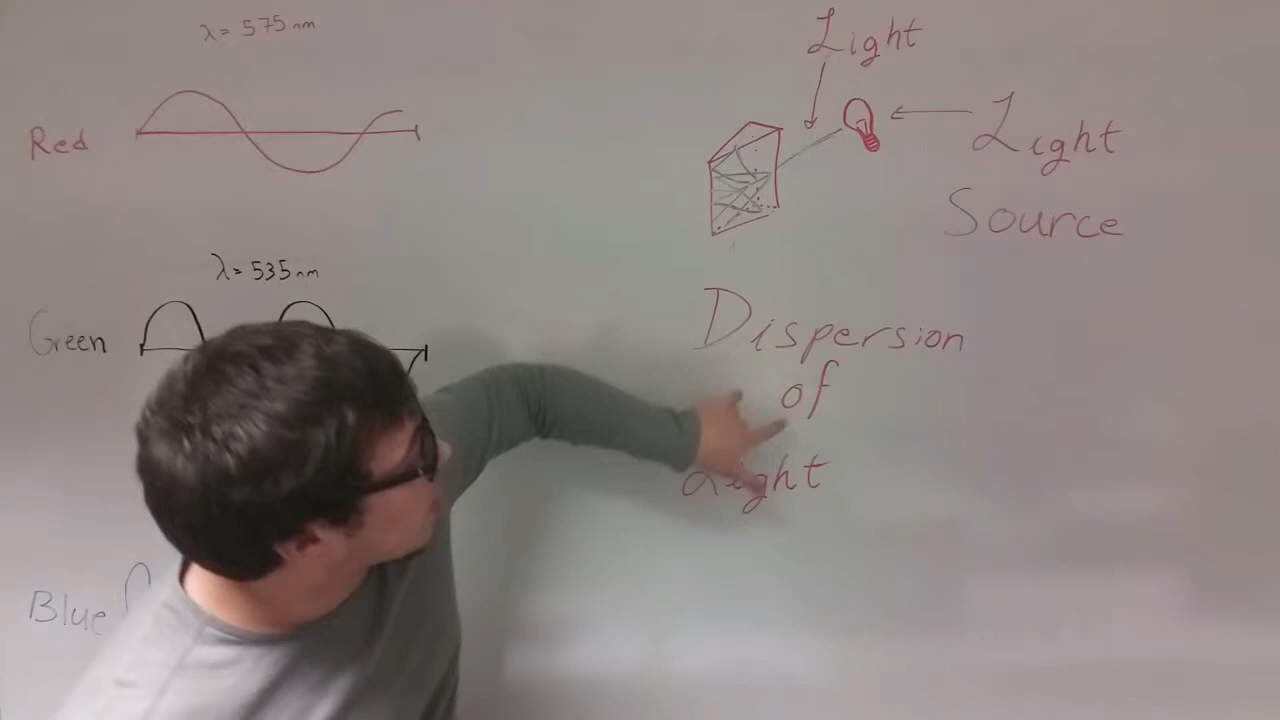 λ = 575 nm
Red
λ = 535 nm
Green
Blue
Light
Light
Source
Dispersion
of
Light